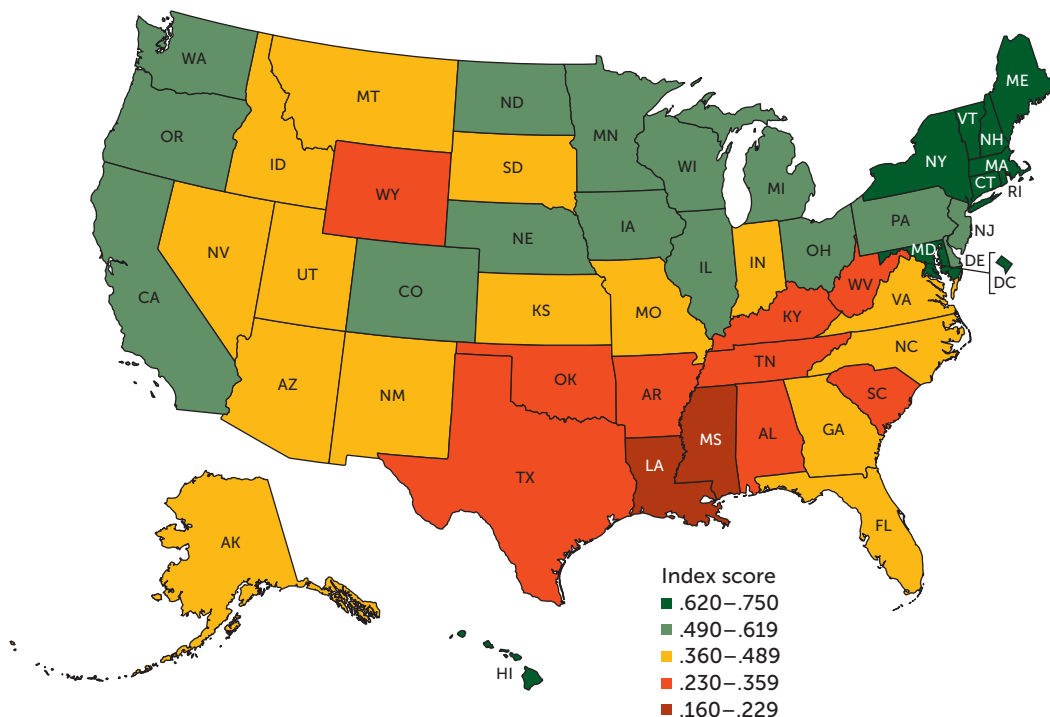 WA
MT
ND
MN
ME
VT
NH
OR
ID
SD
WI
MI
NY
MA
CT
RI
WY
IA
PA
NJ
NE
OH
MD
DE
NV
UT
CO
IL
IN
WV
DC
CA
KS
MO
KY
VA
NC
AZ
NM
OK
AR
TN
SC
TX
LA
MS
AL
GA
FL
AK
HI
Index score
.620–.750
.490–.619
.360–.489
.230–.359
.160–.229